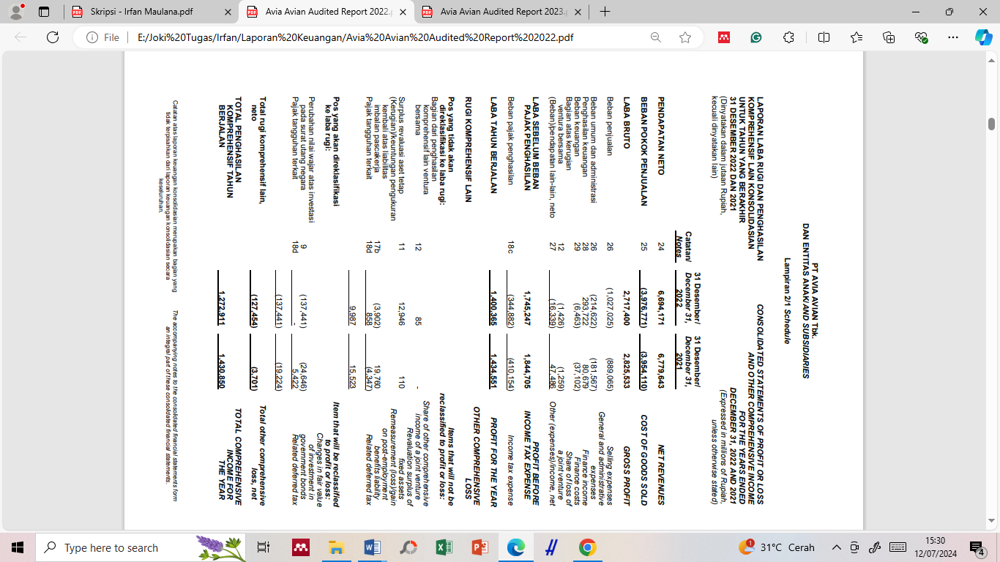 Skripsi - Irfan Maulana.pdf
Avia Avian Audited Report 2022.p
Avia Avian Audited Report 2023.p
File
E:/Joki%20Tugas/Irfan/Laporan%20Keuangan/Avia%20Avian%20Audited%20Report%202022.pdf
PT AVIA AVIAN Tbk.
DAN ENTITAS ANAK/AND SUBSIDIARIES
Lampiran 2/1 Schedule
LAPORAN LABA RUGI DAN PENGHASILAN
KOMPREHENSIF LAIN KONSOLIDASIAN
UNTUK TAHUN YANG BERAKHIR
31 DESEMBER 2022 DAN 2021
(Dinyatakan dalam jutaan Rupiah,
kecuali dinyatakan lain)
CONSOLIDATED STATEMENTS OF PROFIT OR LOSS
AND OTHER COMPREHENSIVE INCOME
FOR THE YEARS ENDED
DECEMBER 31, 2022 AND 2021
(Expressed in millions of Rupiah,
unless otherwise stated)
Catatan/
Notes
31 Desember/
December 31,
2022
31 Desember/
December 31,
2021
PENDAPATAN NETO 24 6,694,171 6,779,643 NET REVENUES
BEBAN POKOK PENJUALAN 25 (3,976,771) (3,954,110) COST OF GOODS SOLD
LABA BRUTO 2,717,400 2,825,533 GROSS PROFIT
Beban penjualan 26 (1,027,025) (889,065) Selling expenses
General and administrative
Beban umum dan administrasi 26 (214,622) (181,567) expenses
Penghasilan keuangan 28 293,722 80,679 Finance income
Beban keuangan 29 (6,463) (37,102) Finance costs
Bagian atas kerugian Share of loss of
ventura bersama 12 (1,426) (1,259) a joint venture
(Beban)/pendapatan lain-lain, neto 27 (16,339) 47,486 Other (expenses)/income, net
LABA SEBELUM BEBAN PROFIT BEFORE
PAJAK PENGHASILAN 1,745,247 1,844,705 INCOME TAX EXPENSE
Beban pajak penghasilan 18c (344,882) (410,154) Income tax expense
LABA TAHUN BERJALAN 1,400,365 1,434,551 PROFIT FOR THE YEAR
RUGI KOMPREHENSIF LAIN OTHER COMPREHENSIVE
LOSS
Pos yang tidak akan Items that will not be
direklasifikasi ke laba rugi: reclassified to profit or loss:
Bagian dari penghasilan
komprehensif lain ventura Share of other comprehensive
bersama 12 85 - income of a joint venture
Revaluation surplus of
Surplus revaluasi aset tetap 11 12,946 110 fixed assets
(Kerugian)/keuntungan pengukuran Remeasurement (loss)/gain
kembali atas liabilitas on post-employment
imbalan pascakerja 17b (3,902) 19,760 benefits liability
Pajak tangguhan terkait 18d 858 (4,347) Related deferred tax
9,987 15,523
Pos yang akan direklasifikasi Item that will be reclassified
ke laba rugi: to profit or loss:
Changes in fair value
Perubahan nilai wajar atas investasi of investment in
pada surat utang negara 9 (137,441) (24,646) government bonds
Pajak tangguhan terkait 18d - 5,422 Related deferred tax
(137,441) (19,224)
Total rugi komprehensif lain, Total other comprehensive
neto (127,454) (3,701) loss, net
TOTAL PENGHASILAN TOTAL COMPREHENSIVE
KOMPREHENSIF TAHUN INCOME FOR
BERJALAN 1,272,911 1,430,850 THE YEAR
Catatan atas laporan keuangan konsolidasian merupakan bagian yang
tidak terpisahkan dari laporan keuangan konsolidasian secara
keseluruhan.
The accompanying notes to the consolidated financial statements form
an integral part of these consolidated financial statements.
Type here to search
31°C Cerah
15:30
12/07/2024
4